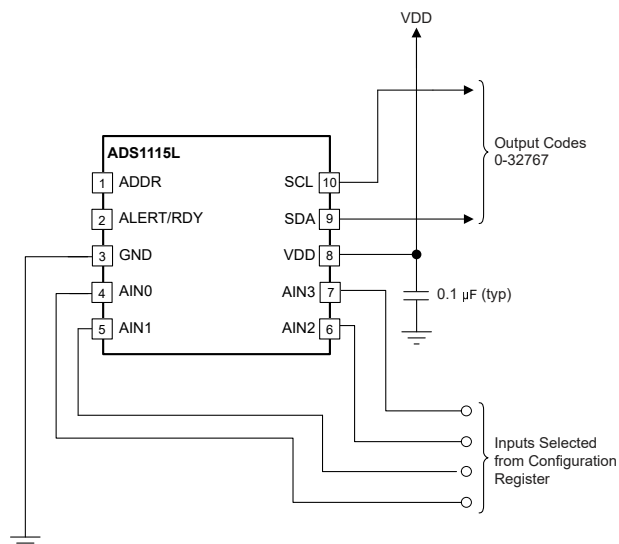 VDD
ADS1115L
Output Codes
0-32767
1 ADDR
SCL 10
2 ALERT/RDY
SDA 9
3 GND
VDD 8
4 AIN0
AIN3 7
0.1 µF (typ)
5 AIN1
AIN2 6
Inputs Selected
from Configuration
Register